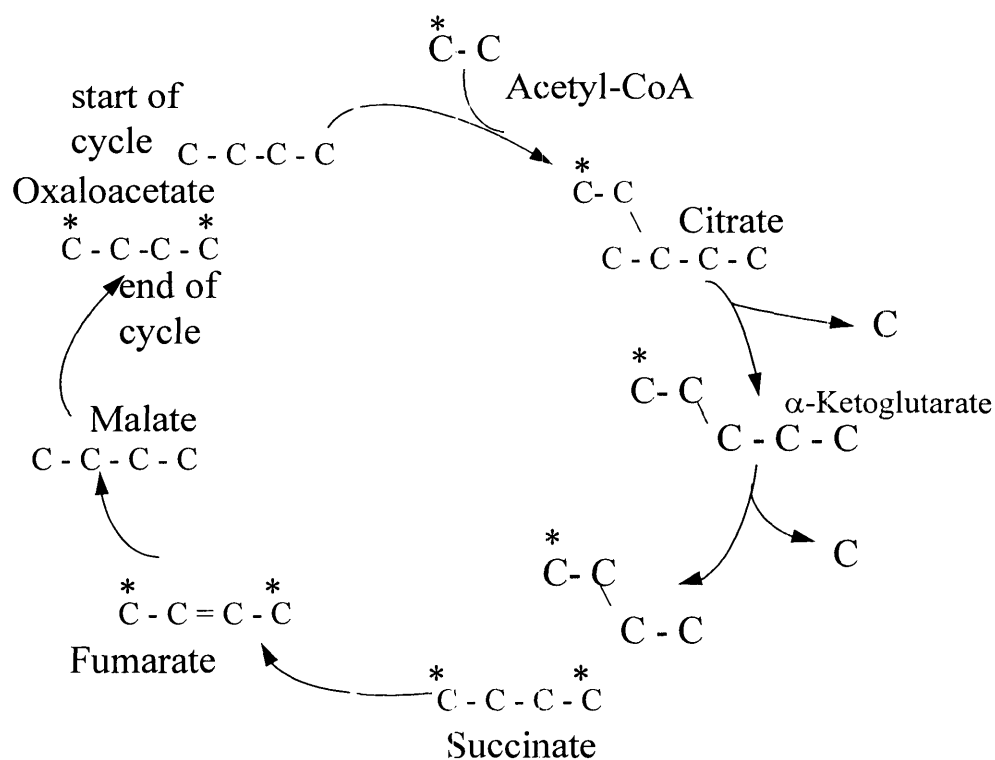 *
C - C
Acetyl-CoA
start of
cycle
C - C - C - C
Oxaloacetate
* *
C - C - C - C
end of
cycle
*
C - C
Citrate
C - C - C - C
C
*
C - C
α-Ketoglutarate
C - C - C
C
*
C - C
C - C
* *
C - C - C - C
Succinate
* *
C - C = C - C
Fumarate
Malate
C - C - C - C